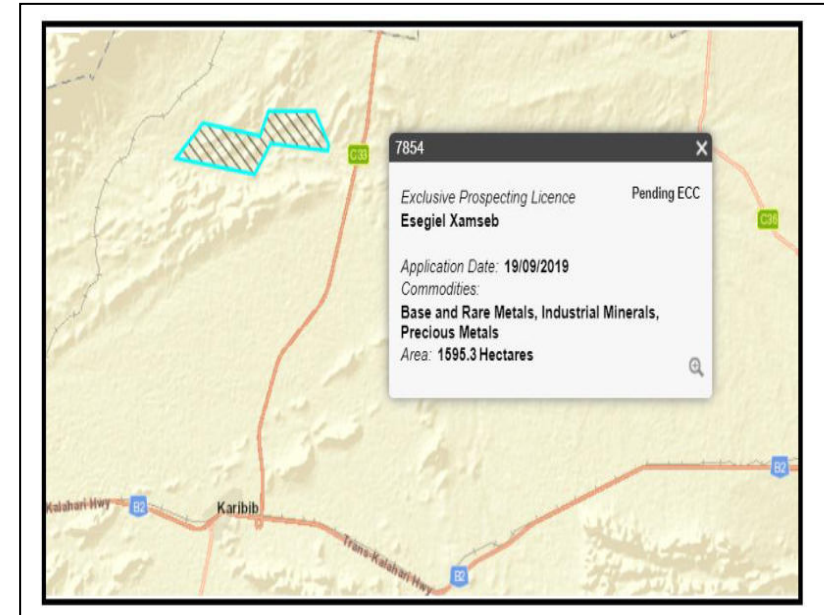 7854
Exclusive Prospecting Licence
Pending ECC
Esegiel Xamseb
Application Date: 19/09/2019
Commodities:
Base and Rare Metals, Industrial Minerals,
Precious Metals
Area: 1595.3 Hectares
C33
C36
B2
Kalahari Hwy
B2
Karibib
Trans-Kalahari Hwy
B2